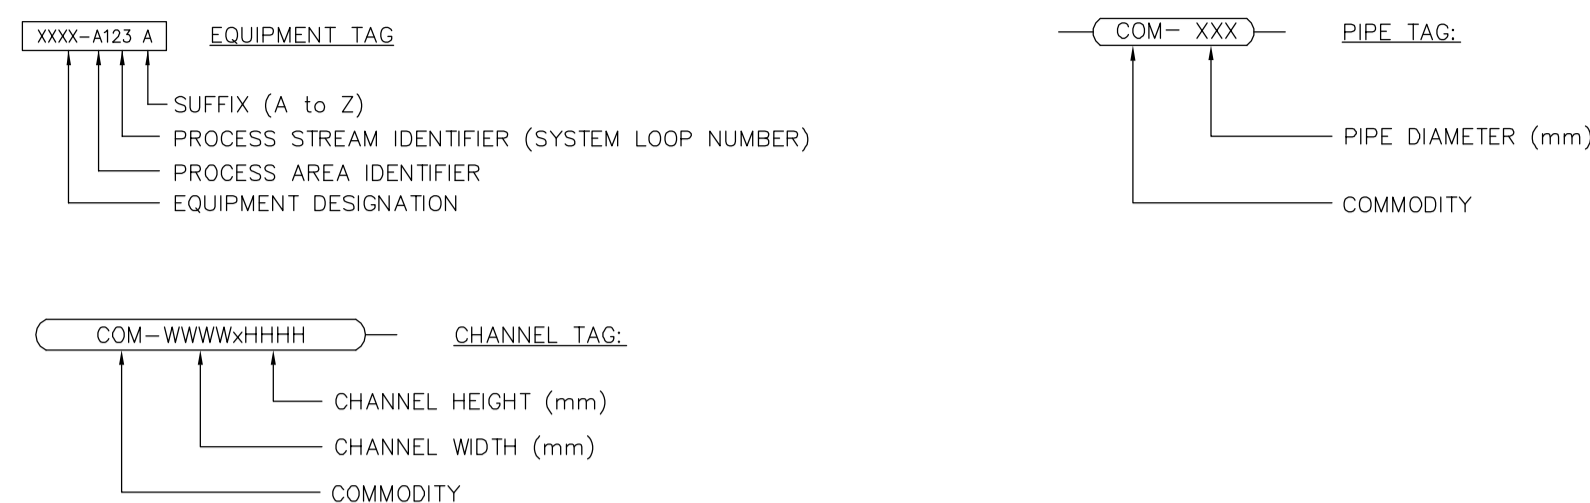 XXXX-A123 A
EQUIPMENT TAG
SUFFIX (A to Z)
PROCESS STREAM IDENTIFIER (SYSTEM LOOP NUMBER)
PROCESS AREA IDENTIFIER
EQUIPMENT DESIGNATION
COM- XXX
PIPE TAG:
PIPE DIAMETER (mm)
COMMODITY
COM-WWWWxHHHH
CHANNEL TAG:
CHANNEL HEIGHT (mm)
CHANNEL WIDTH (mm)
COMMODITY